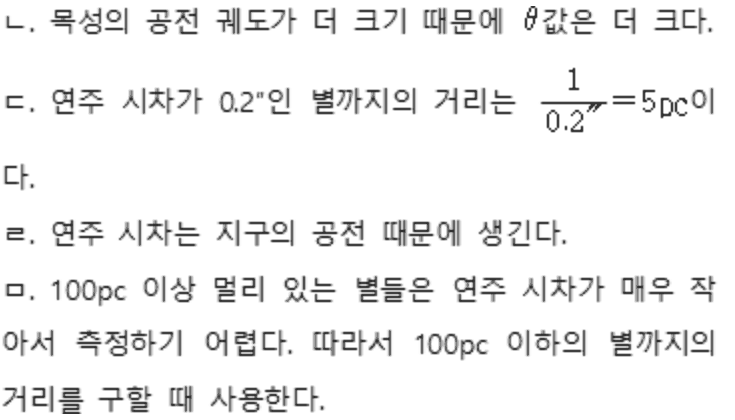 ㄴ. 목성의 공전 궤도가 더 크기 때문에 θ값은 더 크다.
ㄷ. 연주 시차가 0.2″인 별까지의 거리는 1/0.2″=5pc이
다.
ㄹ. 연주 시차는 지구의 공전 때문에 생긴다.
ㅁ. 100pc 이상 멀리 있는 별들은 연주 시차가 매우 작
아서 측정하기 어렵다. 따라서 100pc 이하의 별까지의
거리를 구할 때 사용한다.